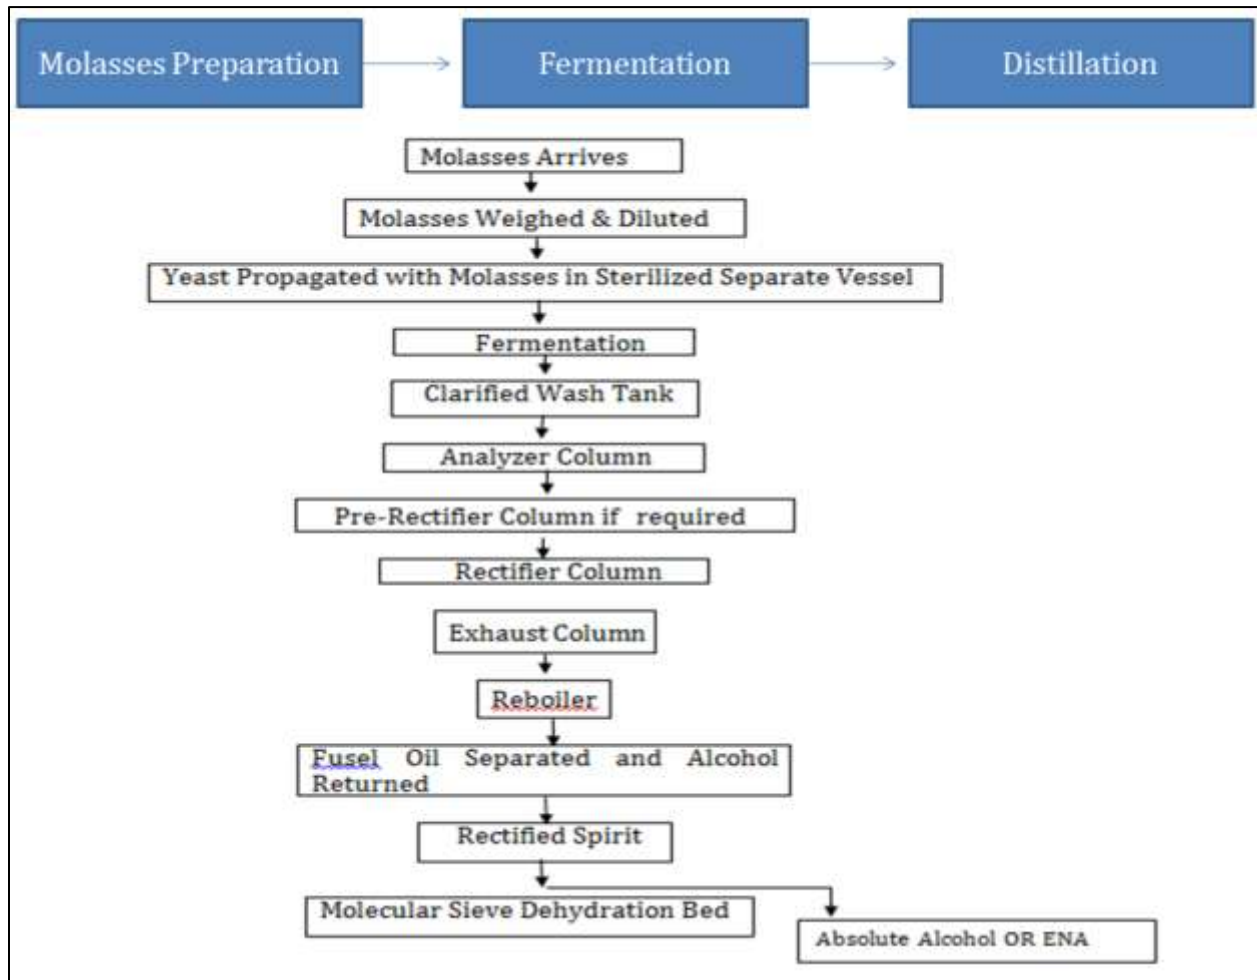 Molasses Preparation
Fermentation
Distillation
Molasses Arrives
Molasses Weighed & Diluted
Yeast Propagated with Molasses in Sterilized Separate Vessel
Fermentation
Clarified Wash Tank
Analyzer Column
Pre-Rectifier Column if required
Rectifier Column
Exhaust Column
Reboiler
Fusel Oil Separated and Alcohol
Returned
Rectified Spirit
Molecular Sieve Dehydration Bed
Absolute Alcohol OR ENA